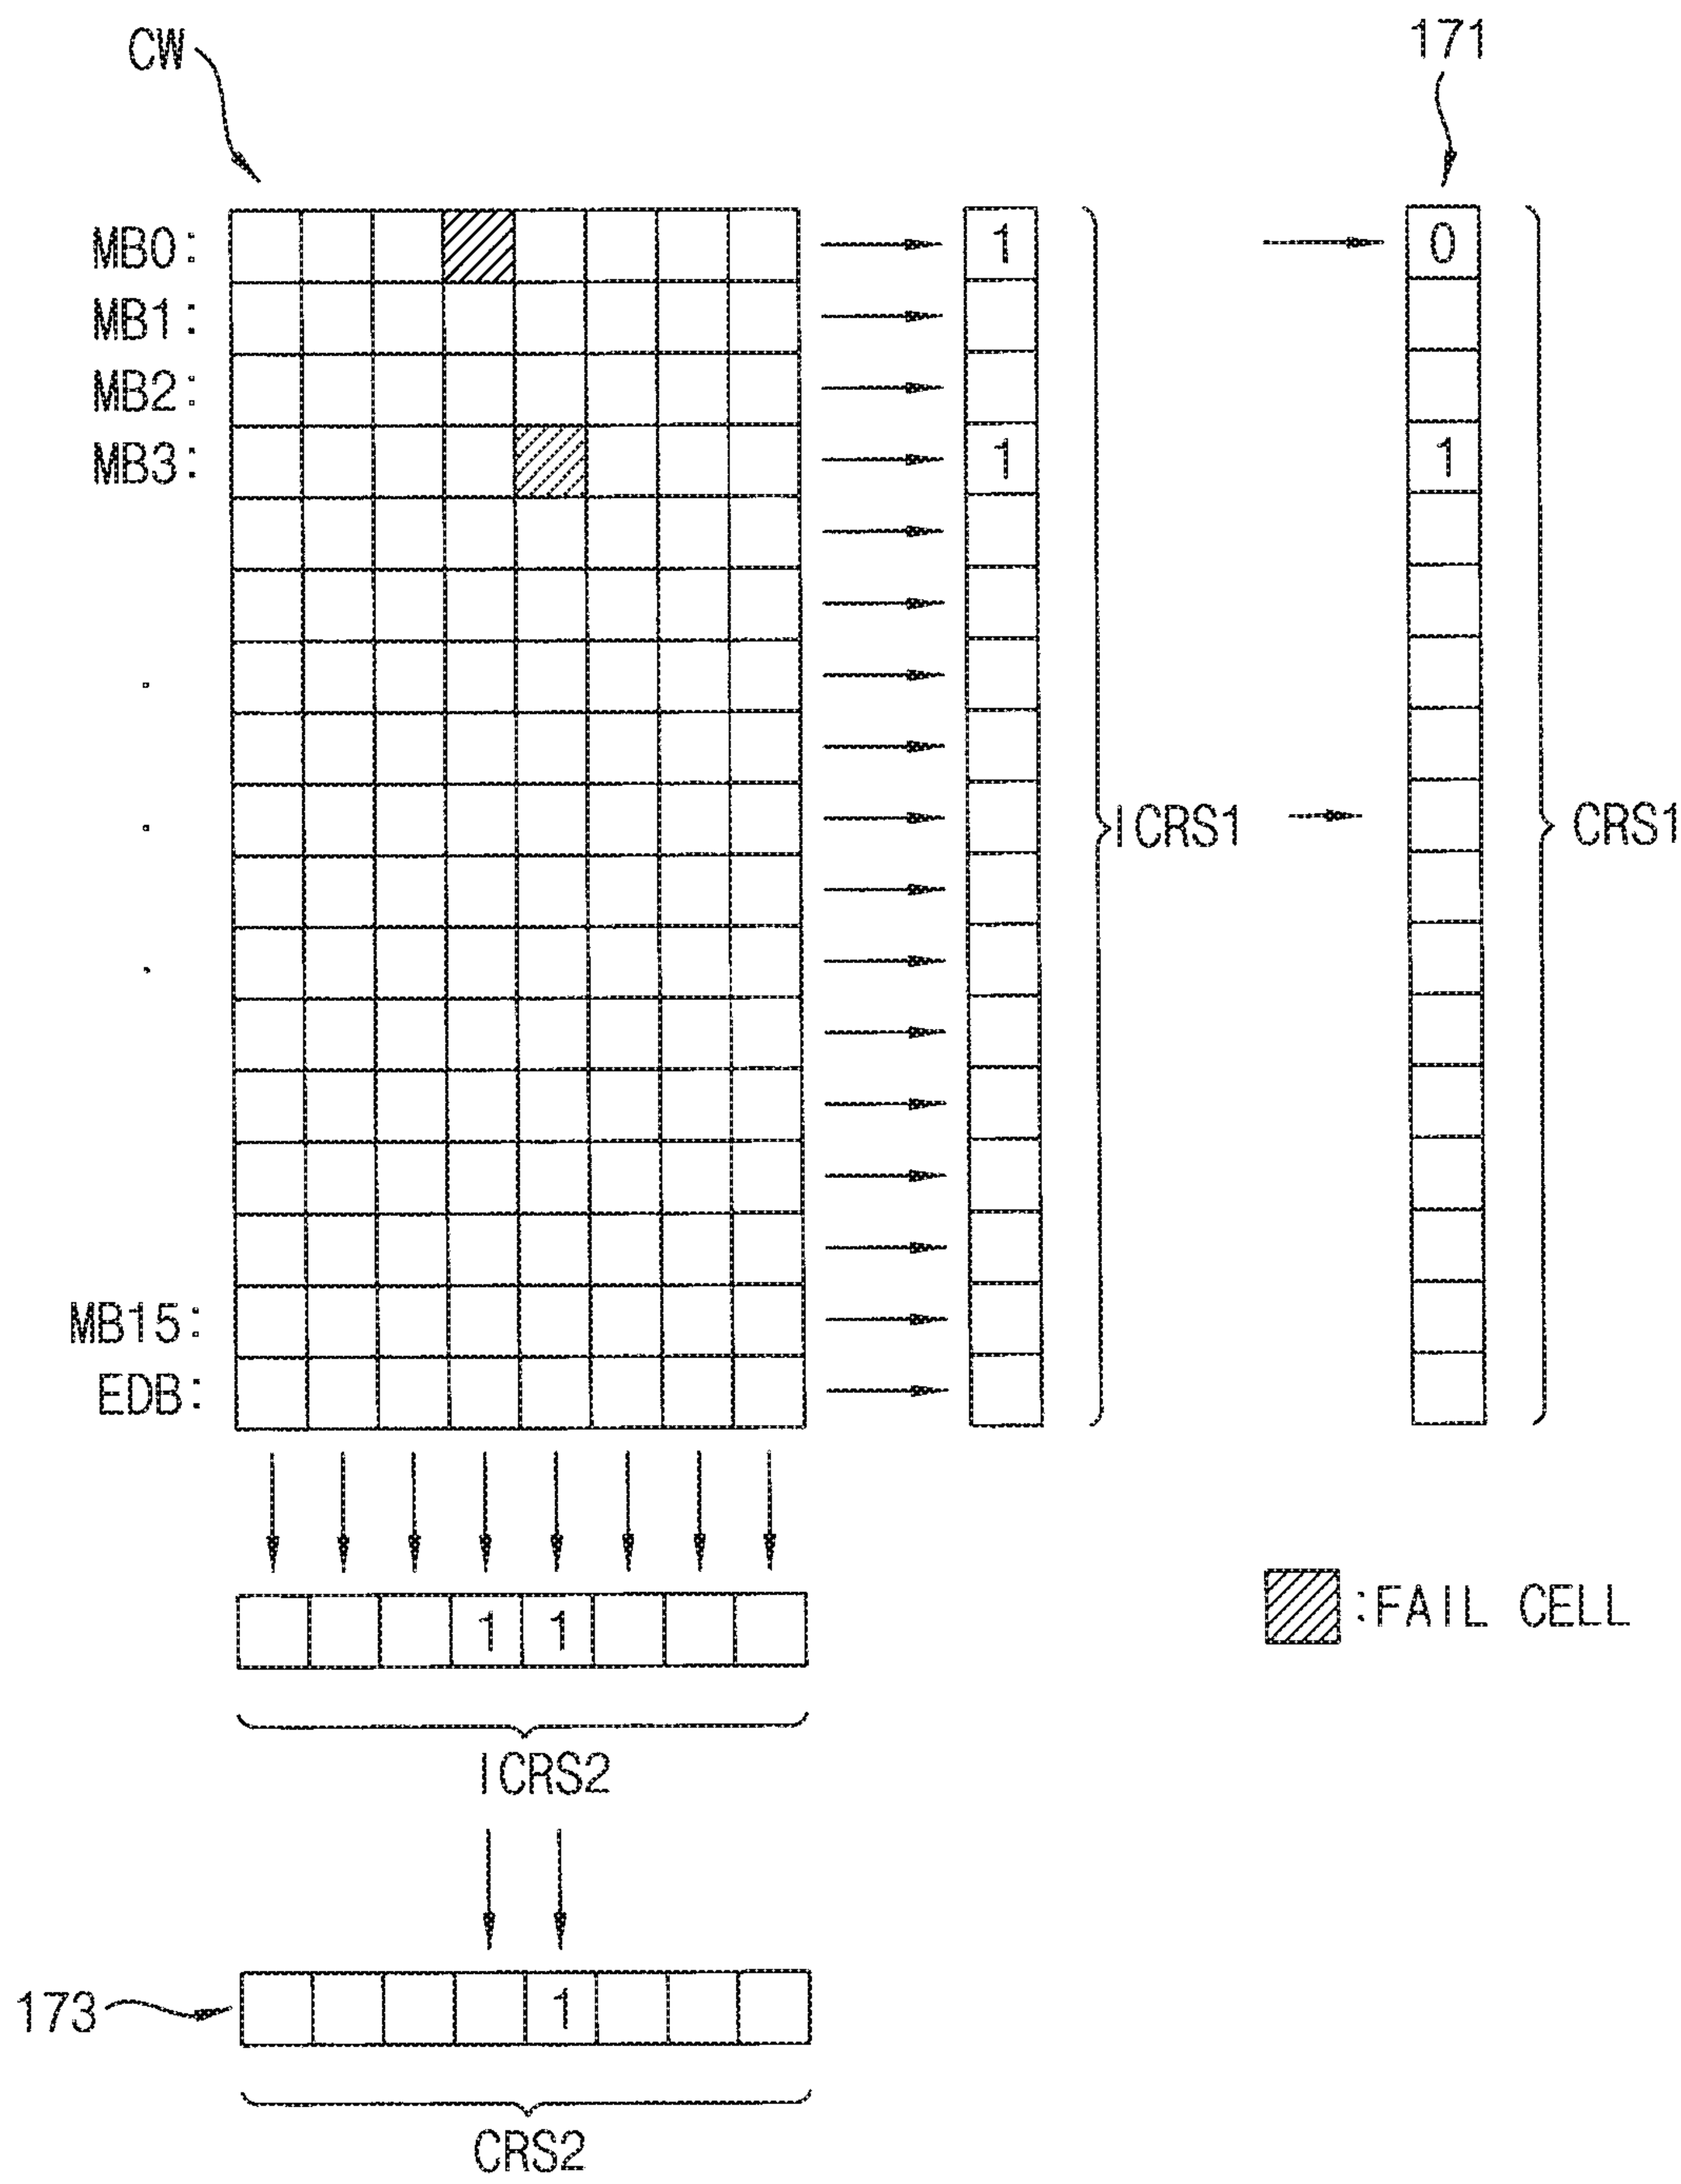 CW
171
MB0: 1 0
MB1:
MB2:
MB3: 1 1
ICRS1 CRS1
MB15:
EDB:
1 1
:FAIL CELL
ICRS2
173 1
CRS2